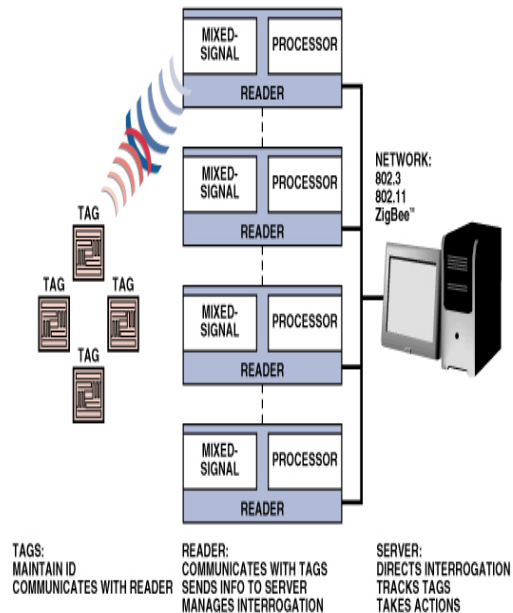 MIXED-
SIGNAL
PROCESSOR
READER
MIXED-
SIGNAL
PROCESSOR
READER
MIXED-
SIGNAL
PROCESSOR
READER
MIXED-
SIGNAL
PROCESSOR
READER
NETWORK:
802.3
802.11
ZigBee™
TAG
TAG
TAG
TAG
TAGS:
MAINTAIN ID
COMMUNICATES WITH READER
READER:
COMMUNICATES WITH TAGS
SENDS INFO TO SERVER
MANAGES INTERROGATION
SERVER:
DIRECTS INTERROGATION
TRACKS TAGS
TAKES ACTIONS